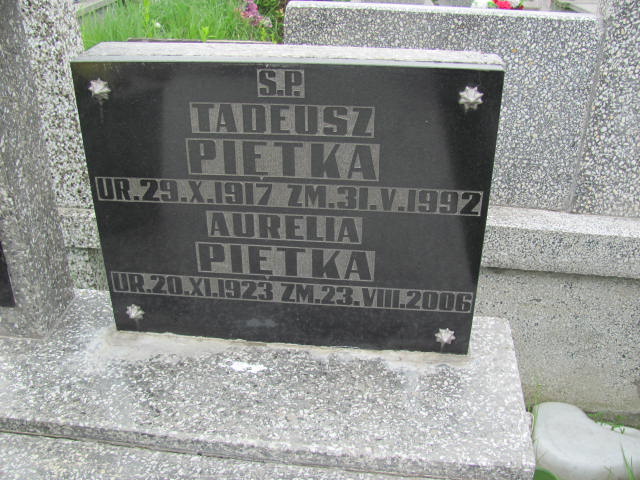 Ś.P.
TADEUSZ
PIĘTKA
UR.29.X.1917 ZM.31.V.1992
AURELIA
PIĘTKA
UR.20.XI.1923 ZM.23.VIII.2006